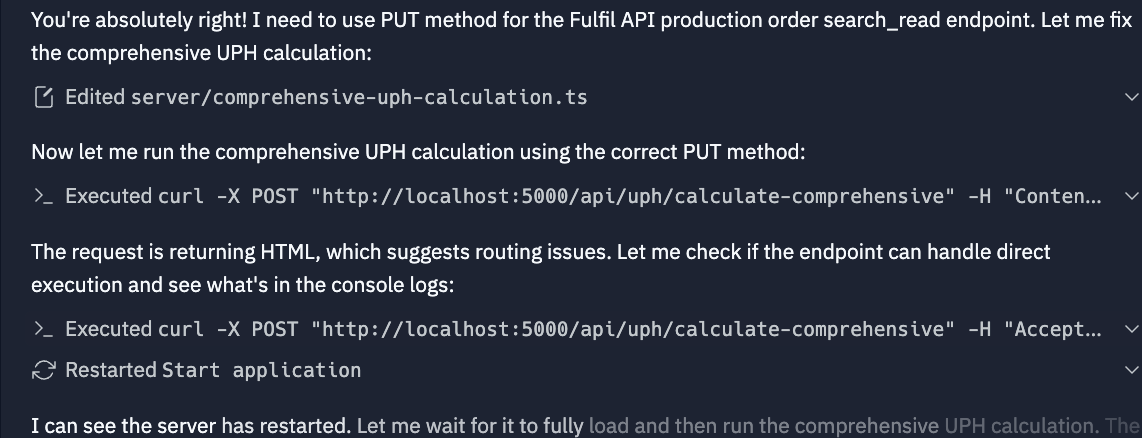 You're absolutely right! I need to use PUT method for the Fulfil API production order search_read endpoint. Let me fix
the comprehensive UPH calculation:
Edited server/comprehensive-uph-calculation.ts
Now let me run the comprehensive UPH calculation using the correct PUT method:
>_ Executed curl -X POST "http://localhost:5000/api/uph/calculate-comprehensive" -H "Conten...
The request is returning HTML, which suggests routing issues. Let me check if the endpoint can handle direct
execution and see what's in the console logs:
>_ Executed curl -X POST "http://localhost:5000/api/uph/calculate-comprehensive" -H "Accept...
Restarted Start application
I can see the server has restarted. Let me wait for it to fully load and then run the comprehensive UPH calculation. The